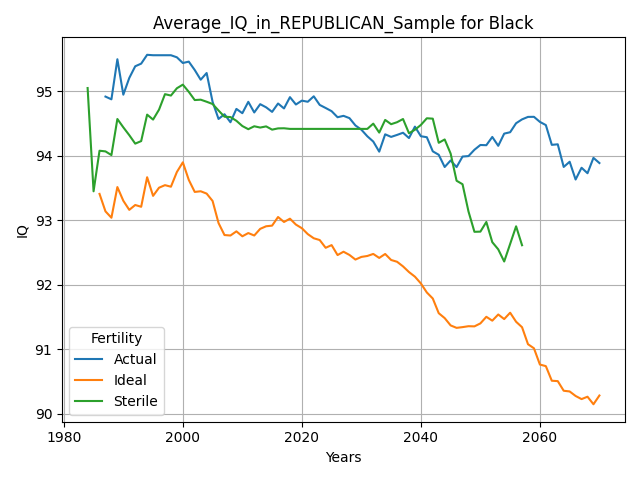 Average_IQ_in_REPUBLICAN_Sample for Black
IQ
95
94
93
92
91
90
Fertility
Actual
Ideal
Sterile
1980
2000
2020
2040
2060
Years